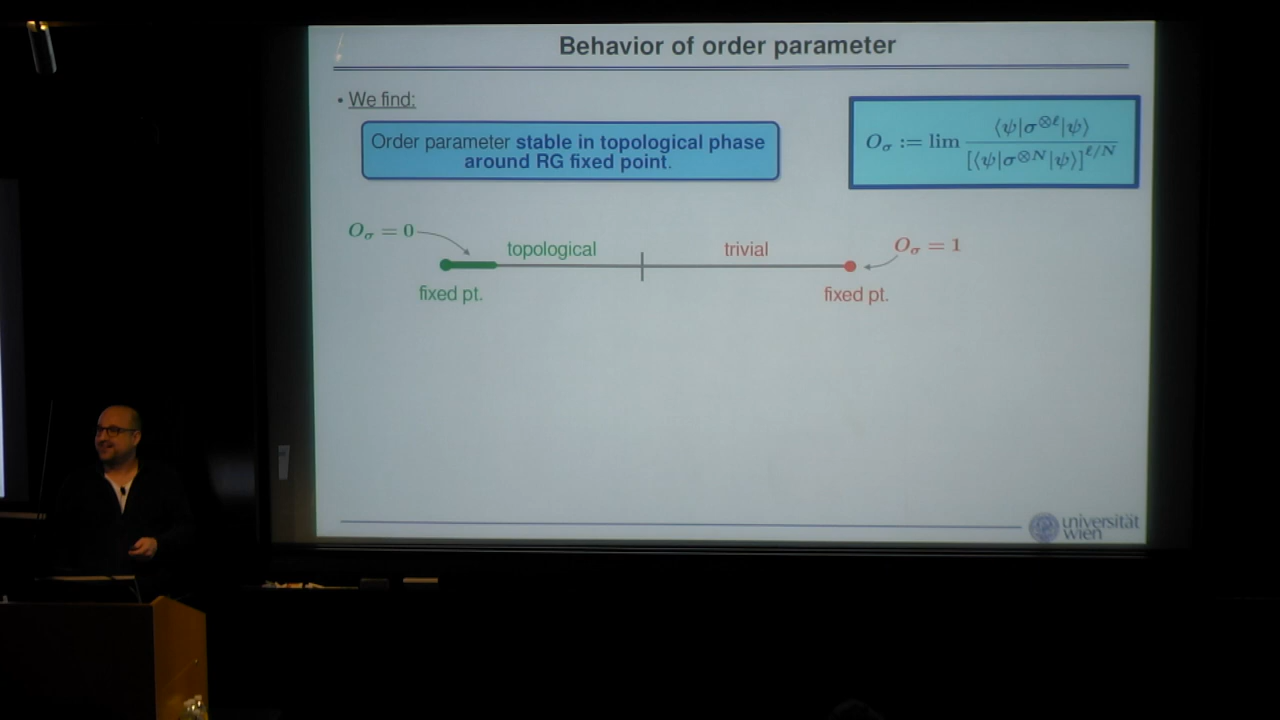 Behavior of order parameter
• We find:
Order parameter stable in topological phase
around RG fixed point.
O_σ := lim ⟨ψ|σ^{⊗ℓ}|ψ⟩ / [⟨ψ|σ^{⊗N}|ψ⟩]^{ℓ/N}
O_σ = 0
topological
trivial
O_σ = 1
fixed pt.
fixed pt.
universität
wien